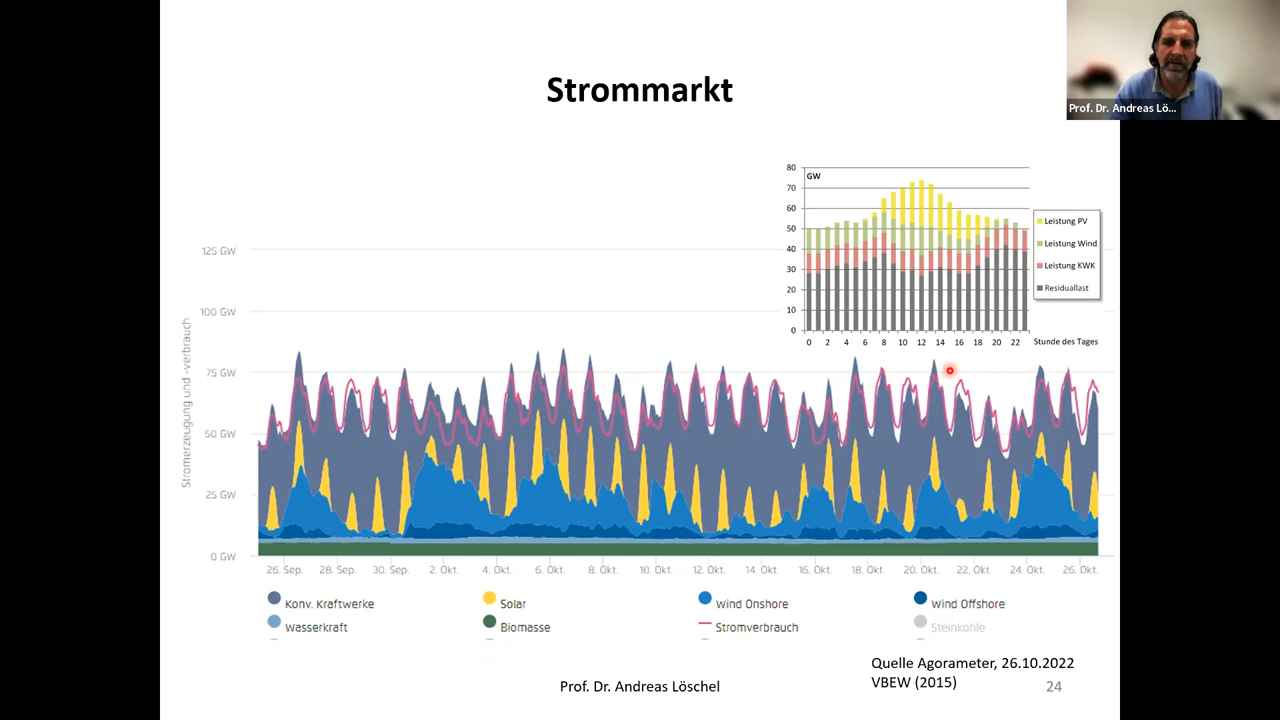 Strommarkt
Prof. Dr. Andreas Lö...
80
70
60
50
40
30
20
10
0
GW
0 2 4 6 8 10 12 14 16 18 20 22
Stunde des Tages
Leistung PV
Leistung Wind
Leistung KWK
Residuallast
Stromerzeugung und -verbrauch
125 GW
100 GW
75 GW
50 GW
25 GW
0 GW
26. Sep. 28. Sep. 30. Sep. 2. Okt. 4. Okt. 6. Okt. 8. Okt. 10. Okt. 12. Okt. 14. Okt. 16. Okt. 18. Okt. 20. Okt. 22. Okt. 24. Okt. 26. Okt.
Konv. Kraftwerke Solar Wind Onshore Wind Offshore
Wasserkraft Biomasse Stromverbrauch Steinkohle
Quelle Agorameter, 26.10.2022
VBEW (2015)
Prof. Dr. Andreas Löschel
24